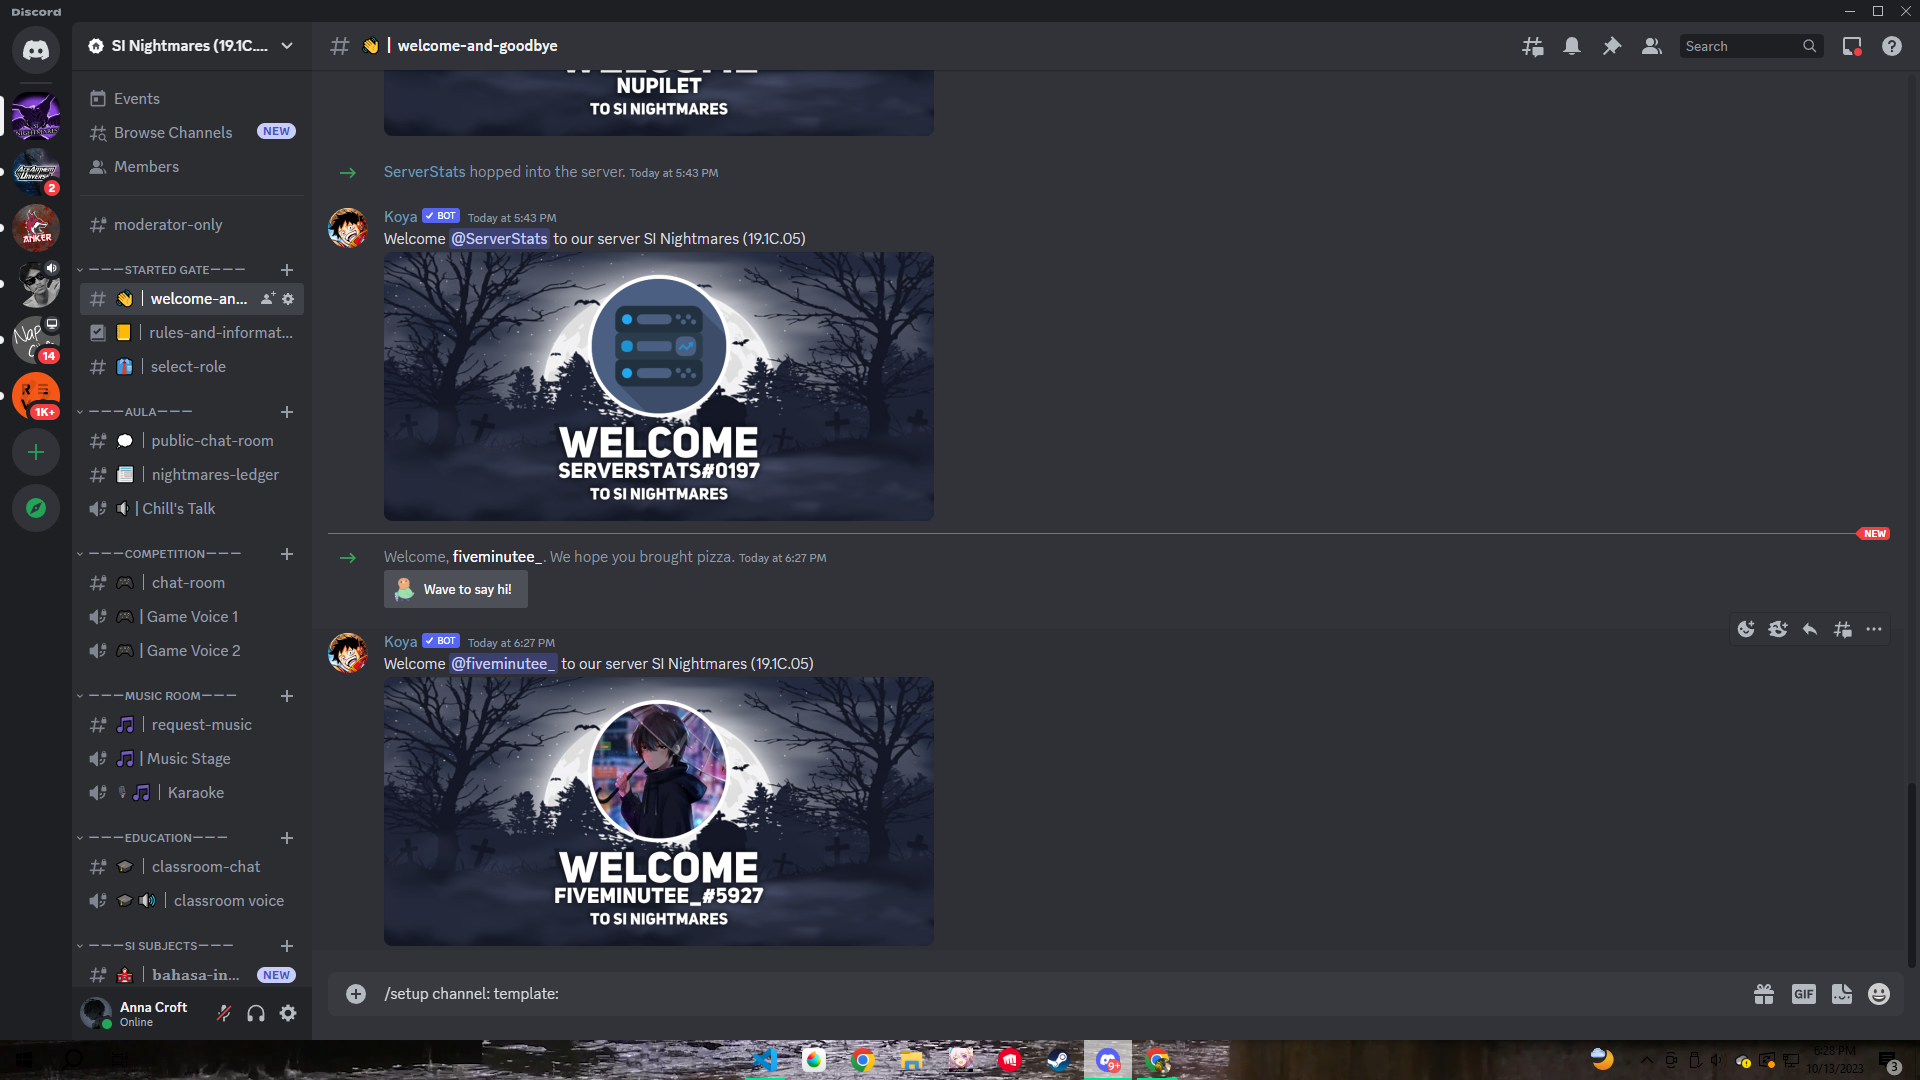 Discord
SI Nightmares (19.1C....
Events
Browse Channels NEW
Members
moderator-only
———STARTED GATE———
| welcome-an...
| rules-and-informat...
| select-role
———AULA———
| public-chat-room
| nightmares-ledger
| Chill's Talk
———COMPETITION———
| chat-room
| Game Voice 1
| Game Voice 2
———MUSIC ROOM———
| request-music
| Music Stage
| Karaoke
———EDUCATION———
| classroom-chat
| classroom voice
———SI SUBJECTS———
| bahasa-in... NEW
Anna Croft
Online
2
ANKER
14
1K+
| welcome-and-goodbye
Search
NUPILET
TO SI NIGHTMARES
ServerStats hopped into the server. Today at 5:43 PM
Koya BOT Today at 5:43 PM
Welcome @ServerStats to our server SI Nightmares (19.1C.05)
WELCOME
SERVERSTATS#0197
TO SI NIGHTMARES
NEW
Welcome, fiveminutee_. We hope you brought pizza. Today at 6:27 PM
Wave to say hi!
Koya BOT Today at 6:27 PM
Welcome @fiveminutee_ to our server SI Nightmares (19.1C.05)
WELCOME
FIVEMINUTEE_#5927
TO SI NIGHTMARES
/setup channel: template:
GIF
9+
6:28 PM
10/13/2023
3